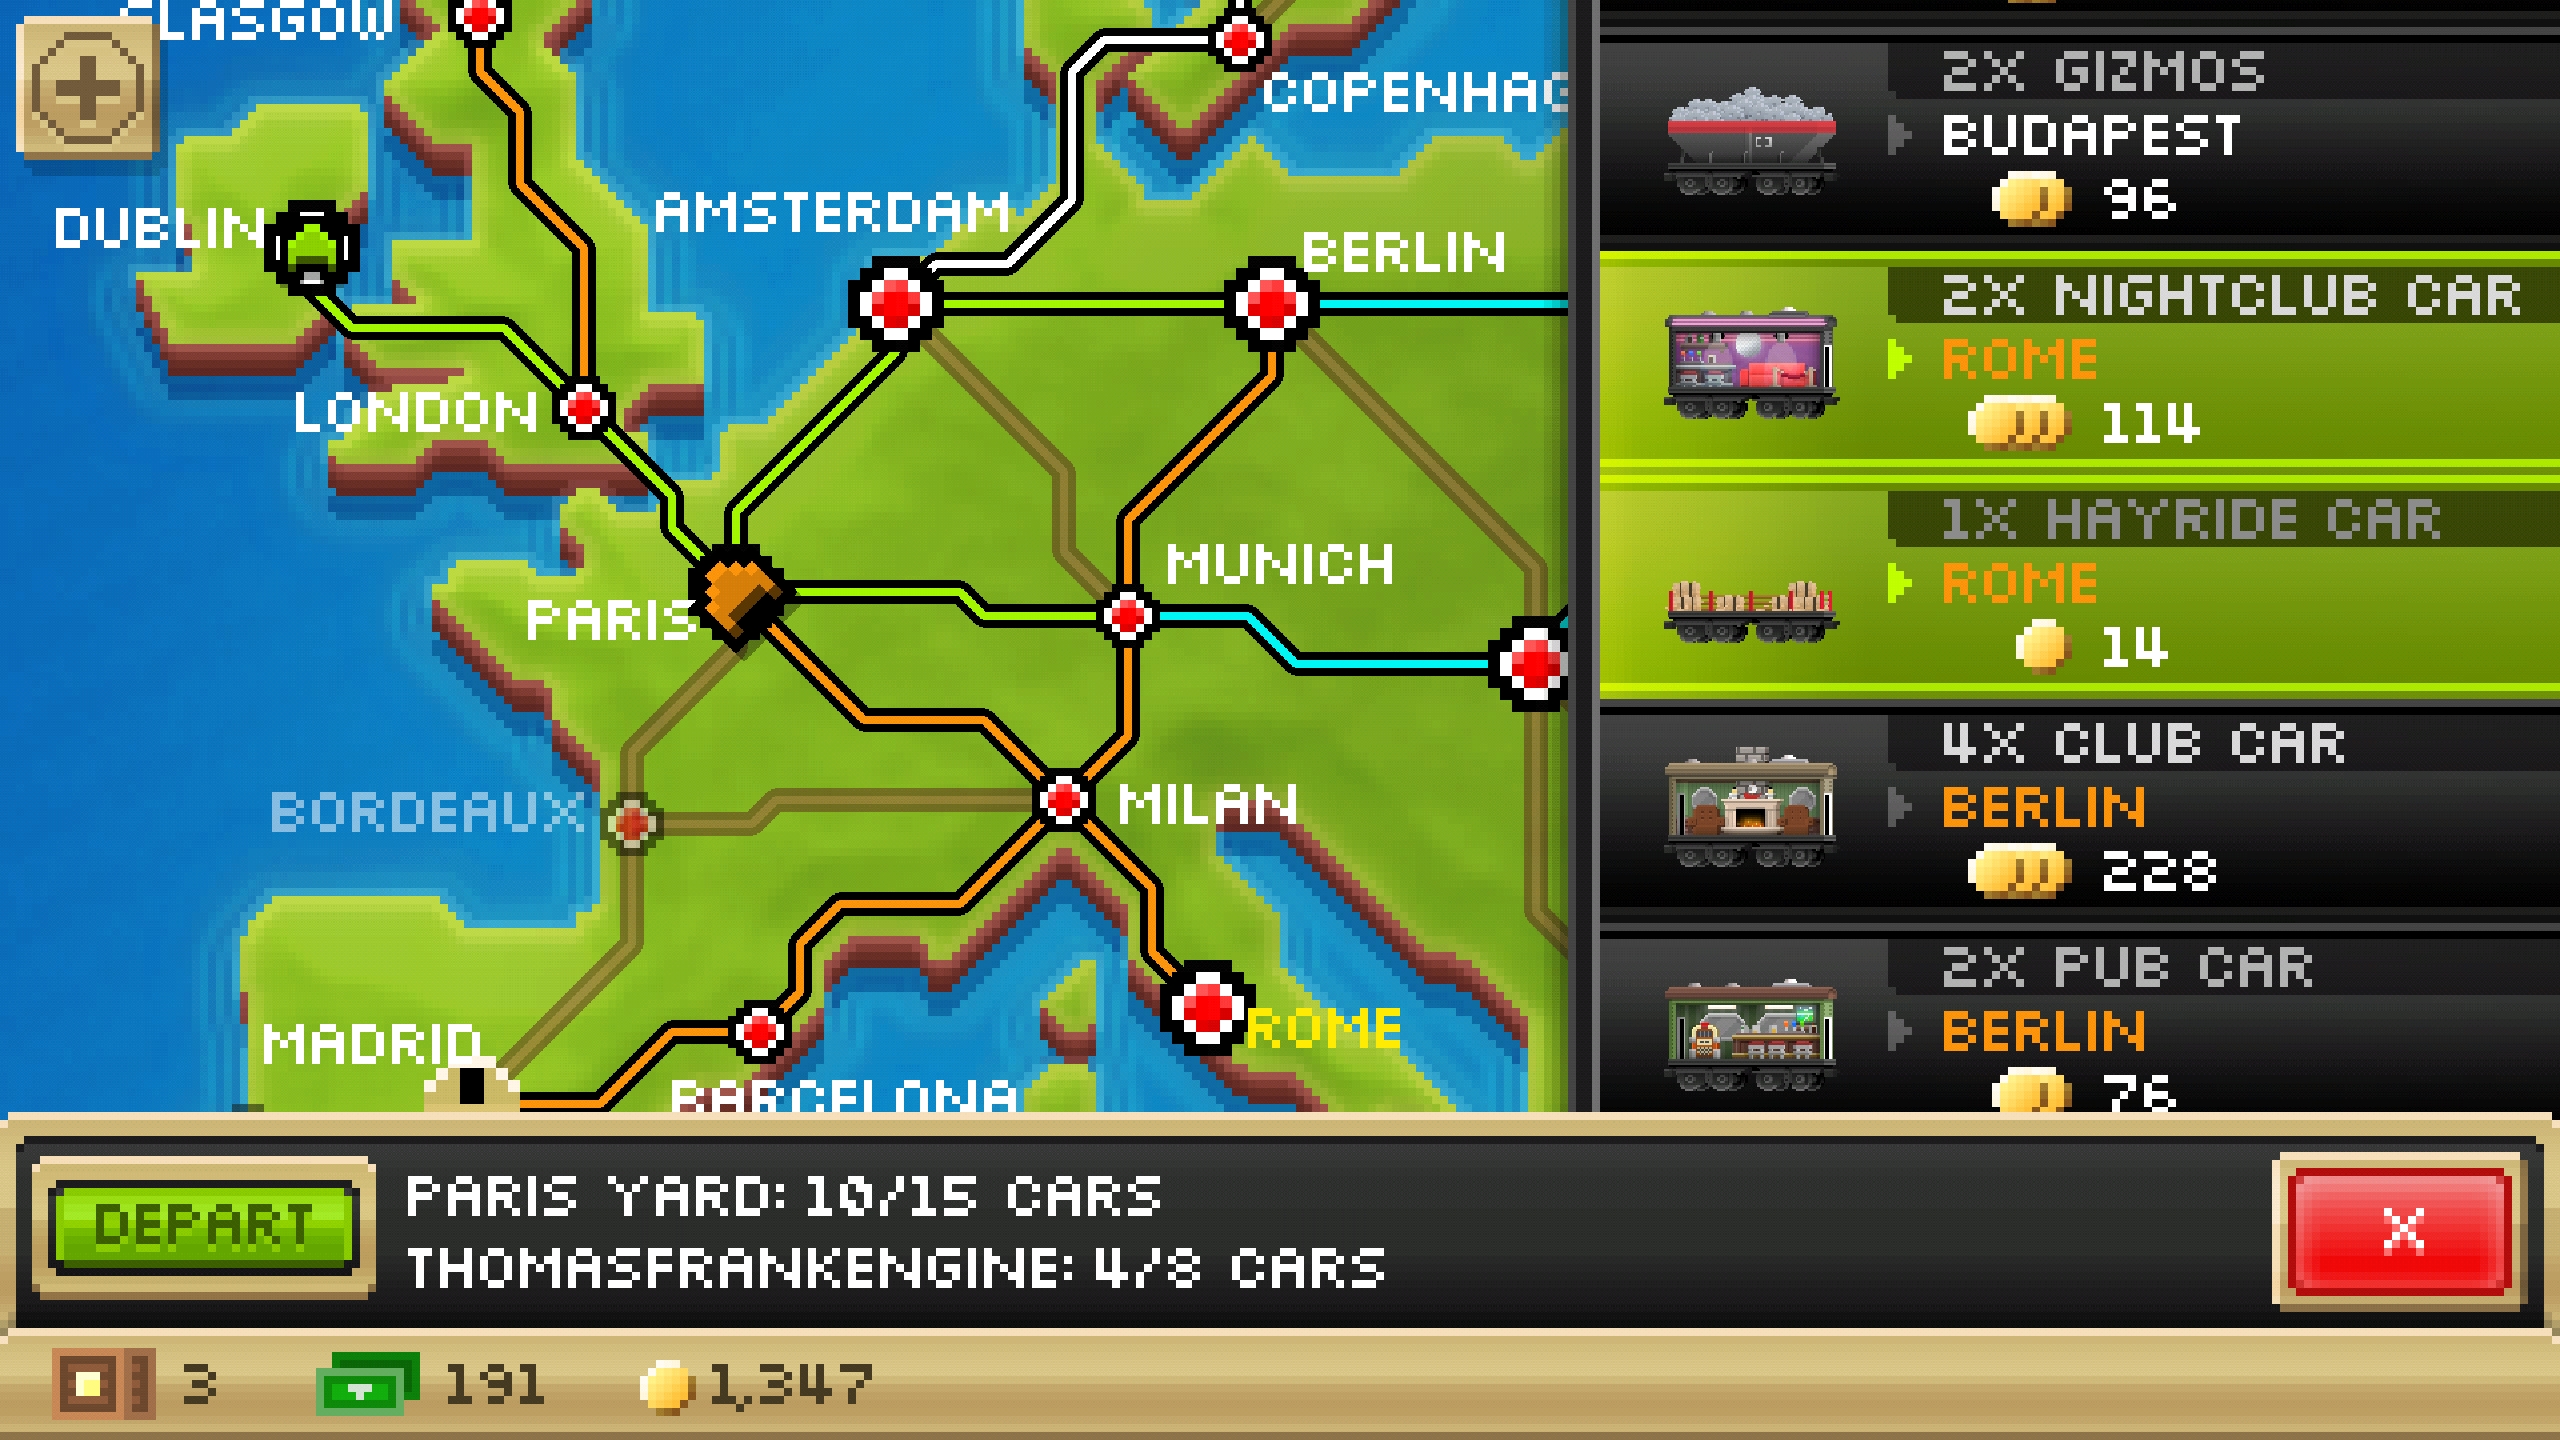 GLASGOW
COPENHAG
DUBLIN
AMSTERDAM
BERLIN
LONDON
MUNICH
PARIS
BORDEAUX
MILAN
MADRID
ROME
BARCELONA
2X GIZMOS
BUDAPEST
96
2X NIGHTCLUB CAR
ROME
114
1X HAYRIDE CAR
ROME
14
4X CLUB CAR
BERLIN
228
2X PUB CAR
BERLIN
76
DEPART
PARIS YARD: 10/15 CARS
THOMASFRANKENGINE: 4/8 CARS
X
3
191
1,347